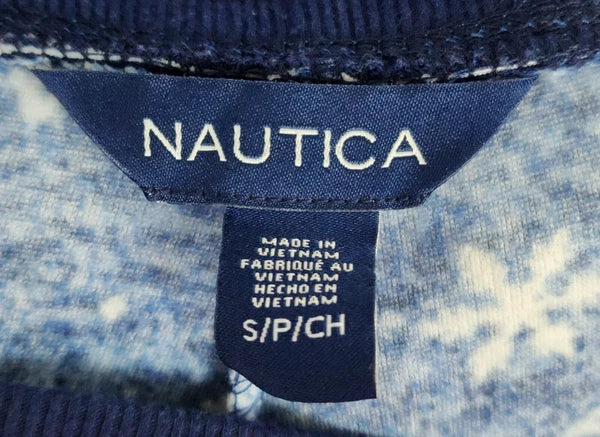 NAUTICA
MADE IN
VIETNAM
FABRIQUÉ AU
VIETNAM
HECHO EN
VIETNAM
S/P/CH